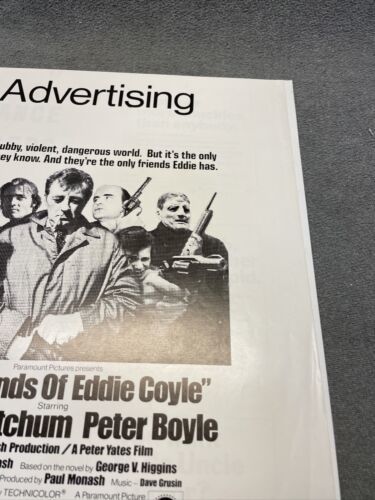 Advertising
ubby, violent, dangerous world. But it's the only
ey know. And they're the only friends Eddie has.
Paramount Pictures presents
nds Of Eddie Coyle"
Starring
tchum Peter Boyle
sh Production / A Peter Yates Film
ash Based on the novel by George V. Higgins
Produced by Paul Monash Music – Dave Grusin
y TECHNICOLOR® A Paramount Picture